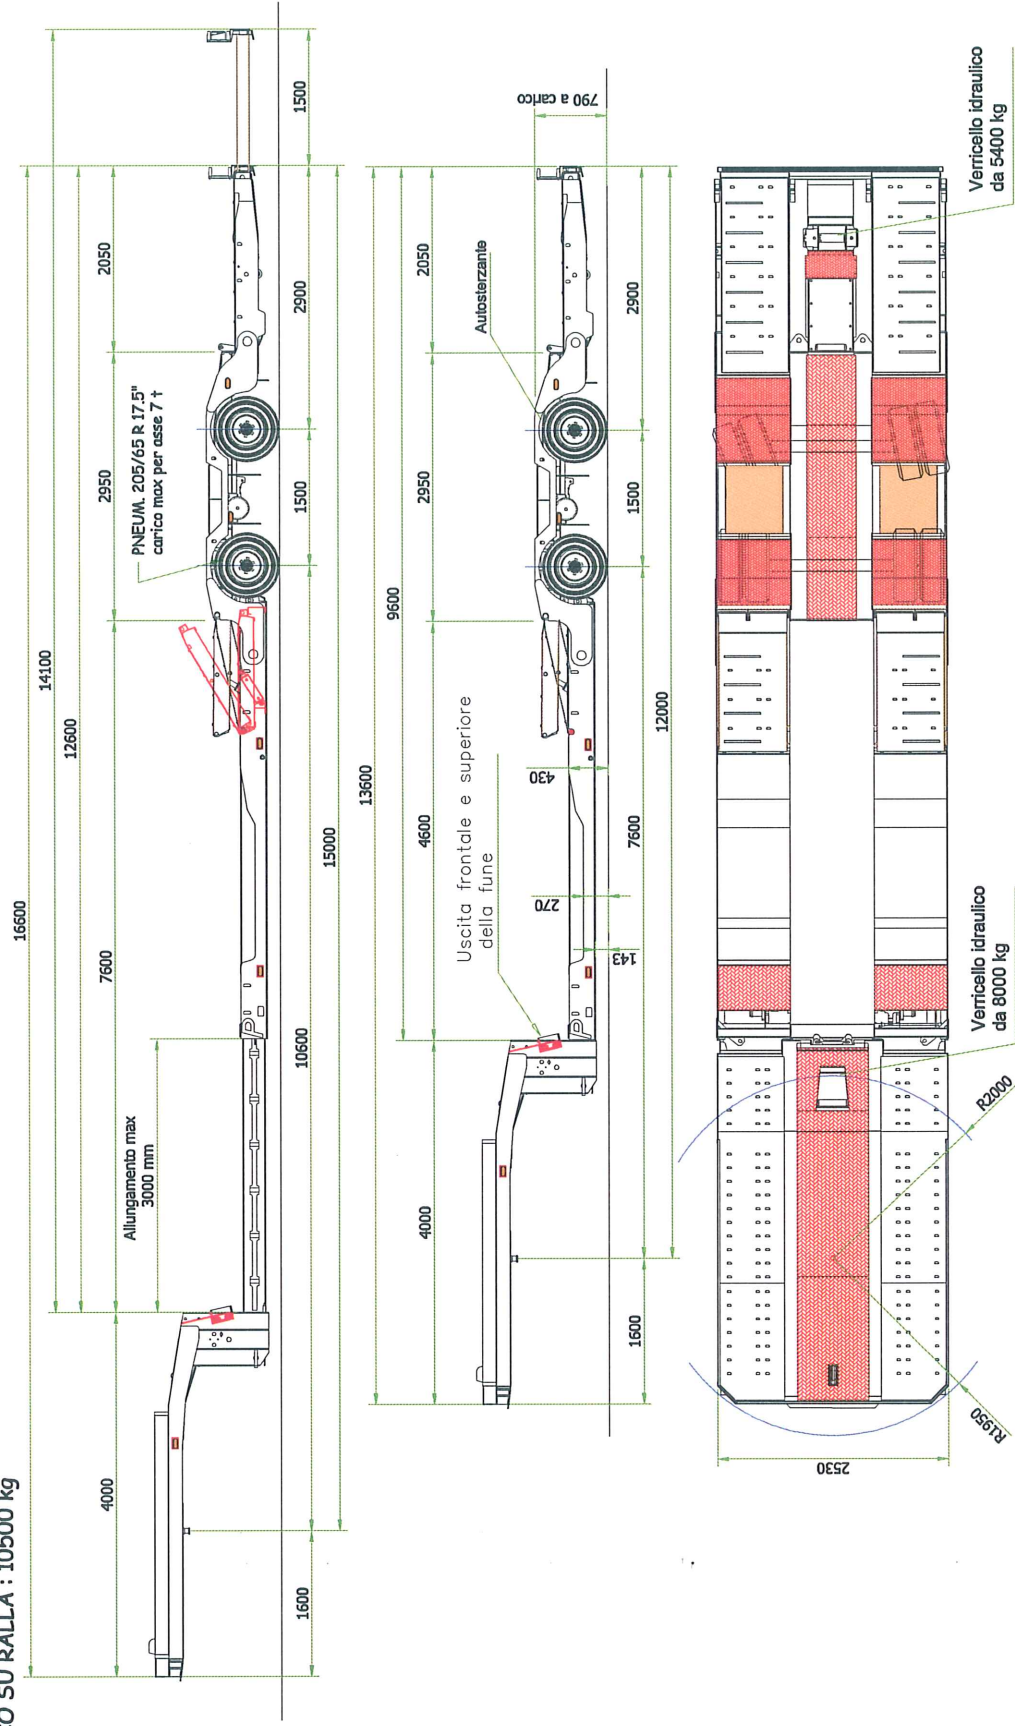 SU RALLA : 10500 kg
16600
14100
12600
4000
7600
2950
2050
Allungamento max
3000 mm
PNEUM. 205/65 R 17.5"
carico max per asse 7 t
1600
10600
1500
2900
1500
15000
13600
9600
4000
4600
2950
2050
Uscita frontale e superiore
della fune
Autosterzante
790 a carico
430
270
143
1600
7600
1500
2900
12000
2530
R1950
R2000
Verricello idraulico
da 8000 kg
Verricello idraulico
da 5400 kg